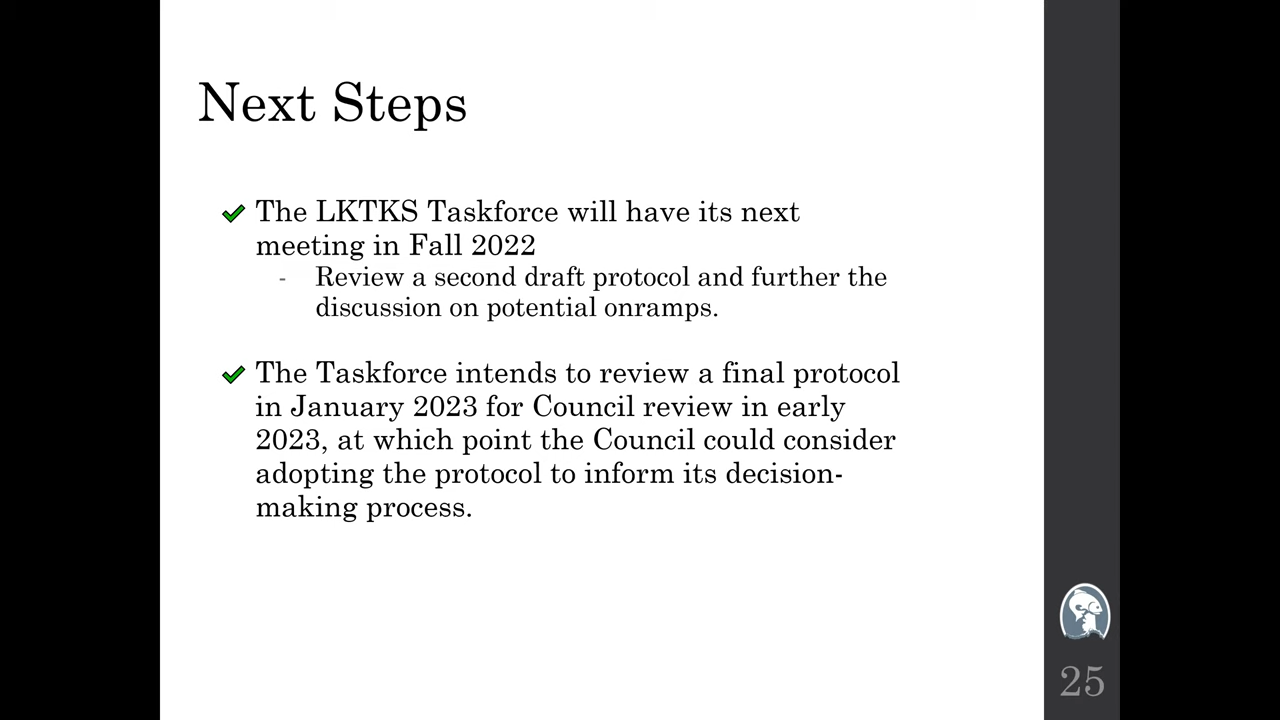 Next Steps
The LKTKS Taskforce will have its next
meeting in Fall 2022
- Review a second draft protocol and further the
discussion on potential onramps.
The Taskforce intends to review a final protocol
in January 2023 for Council review in early
2023, at which point the Council could consider
adopting the protocol to inform its decision-
making process.
25